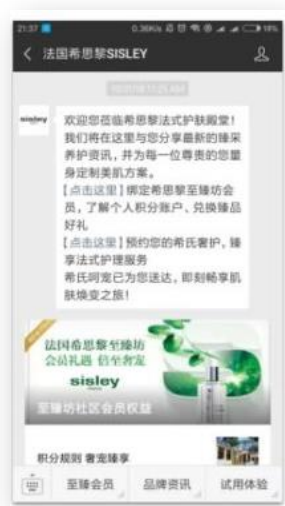 21:37
0.36K/s
18%
法国希思黎SISLEY
11:25 AM
sisley
欢迎您莅临希思黎法式护肤殿堂！
我们将在这里与您分享最新的臻采
养护资讯，并为每一位尊贵的您量
身定制美肌方案。
【点击这里】绑定希思黎至臻坊会
员，了解个人积分账户、兑换臻品
好礼
【点击这里】预约您的希氏奢护，臻
享法式护理服务
希氏呵宠已为您送达，即刻畅享肌
肤焕变之旅！
法国希思黎至臻坊
会员礼遇 倍至奢宠
sisley
至臻坊社区会员权益
积分规则 奢宠臻享
至臻会员
品牌资讯
试用体验